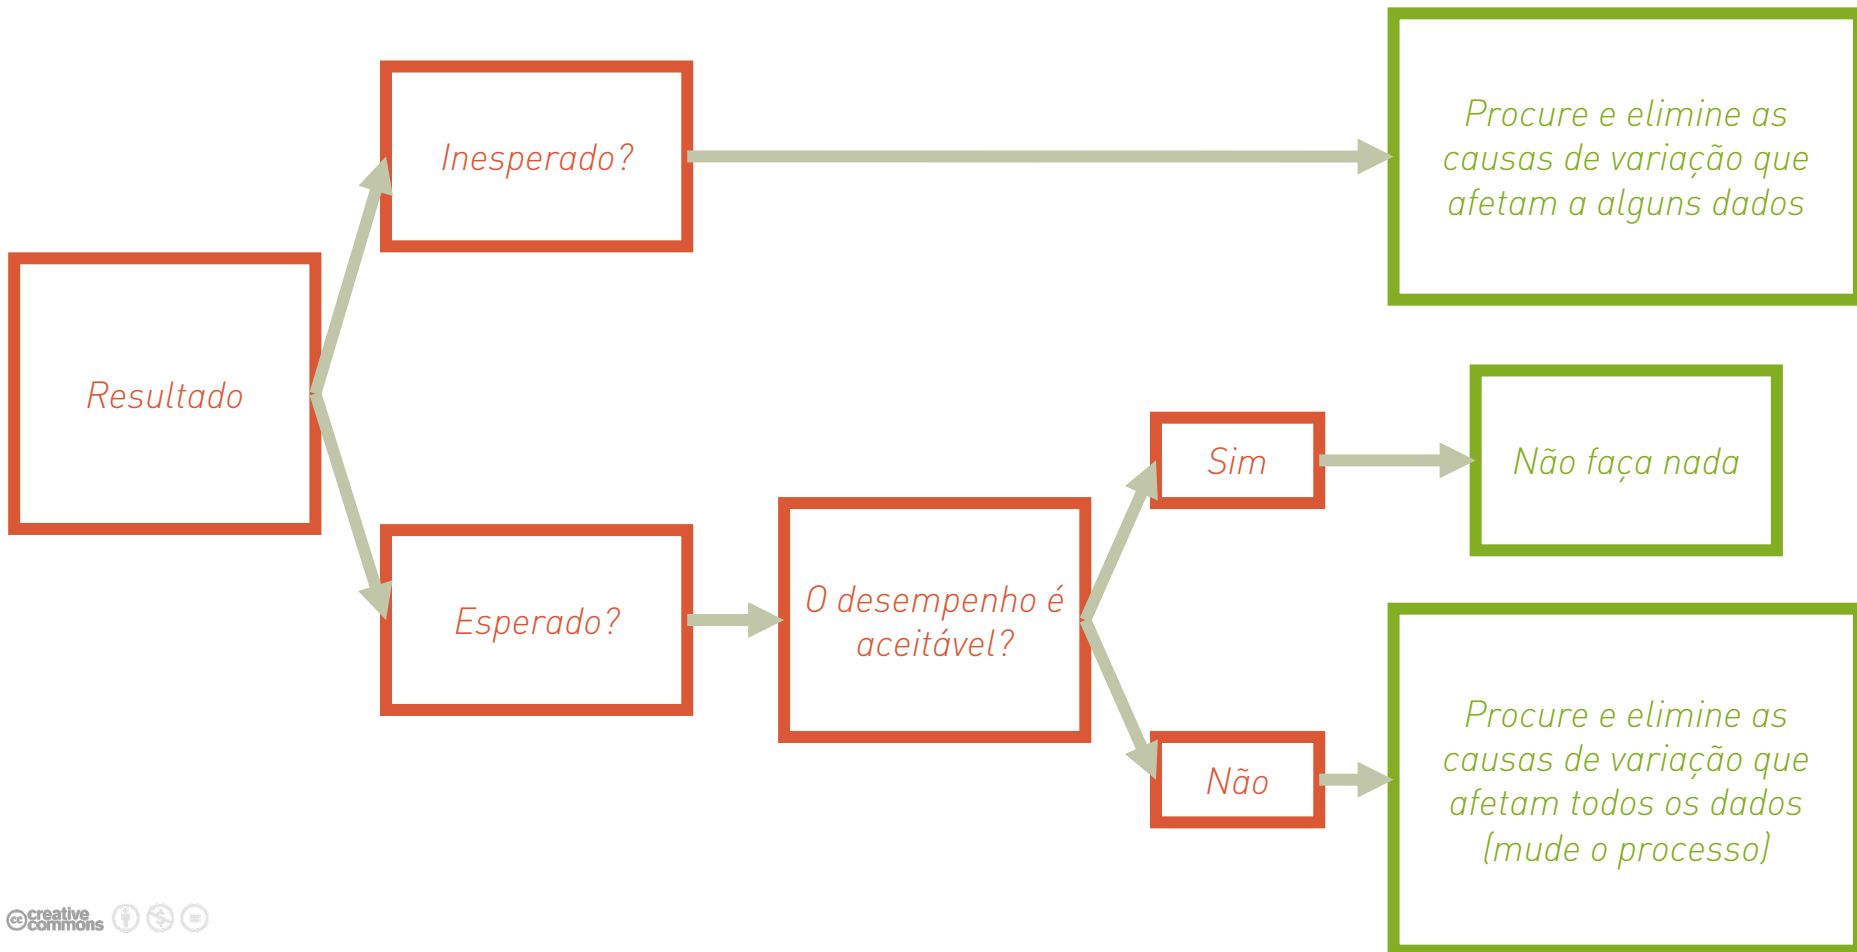 Resultado
Inesperado?
Procure e elimine as
causas de variação que
afetam a alguns dados
Esperado?
O desempenho é
aceitável?
Sim
Não faça nada
Não
Procure e elimine as
causas de variação que
afetam todos os dados
(mude o processo)
cc creative
commons